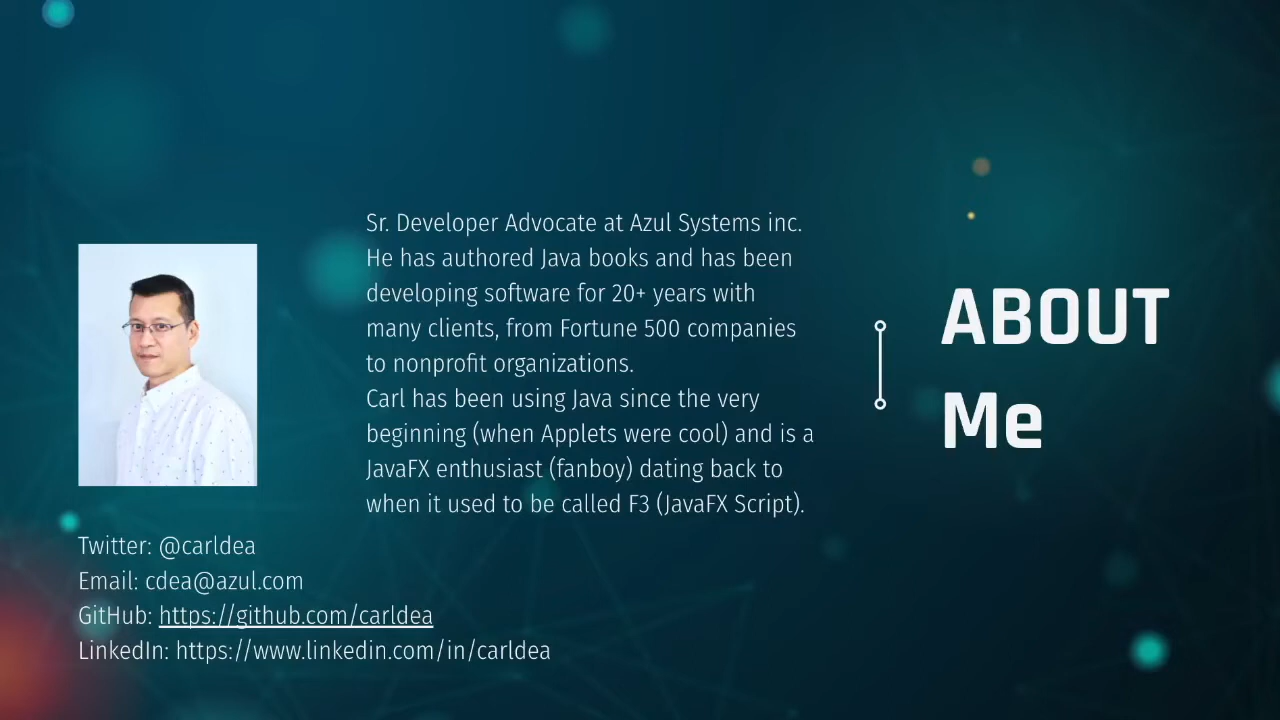 Sr. Developer Advocate at Azul Systems inc.
He has authored Java books and has been
developing software for 20+ years with
many clients, from Fortune 500 companies
to nonprofit organizations.
Carl has been using Java since the very
beginning (when Applets were cool) and is a
JavaFX enthusiast (fanboy) dating back to
when it used to be called F3 (JavaFX Script).
ABOUT
Me
Twitter: @carldea
Email: cdea@azul.com
GitHub: https://github.com/carldea
LinkedIn: https://www.linkedin.com/in/carldea